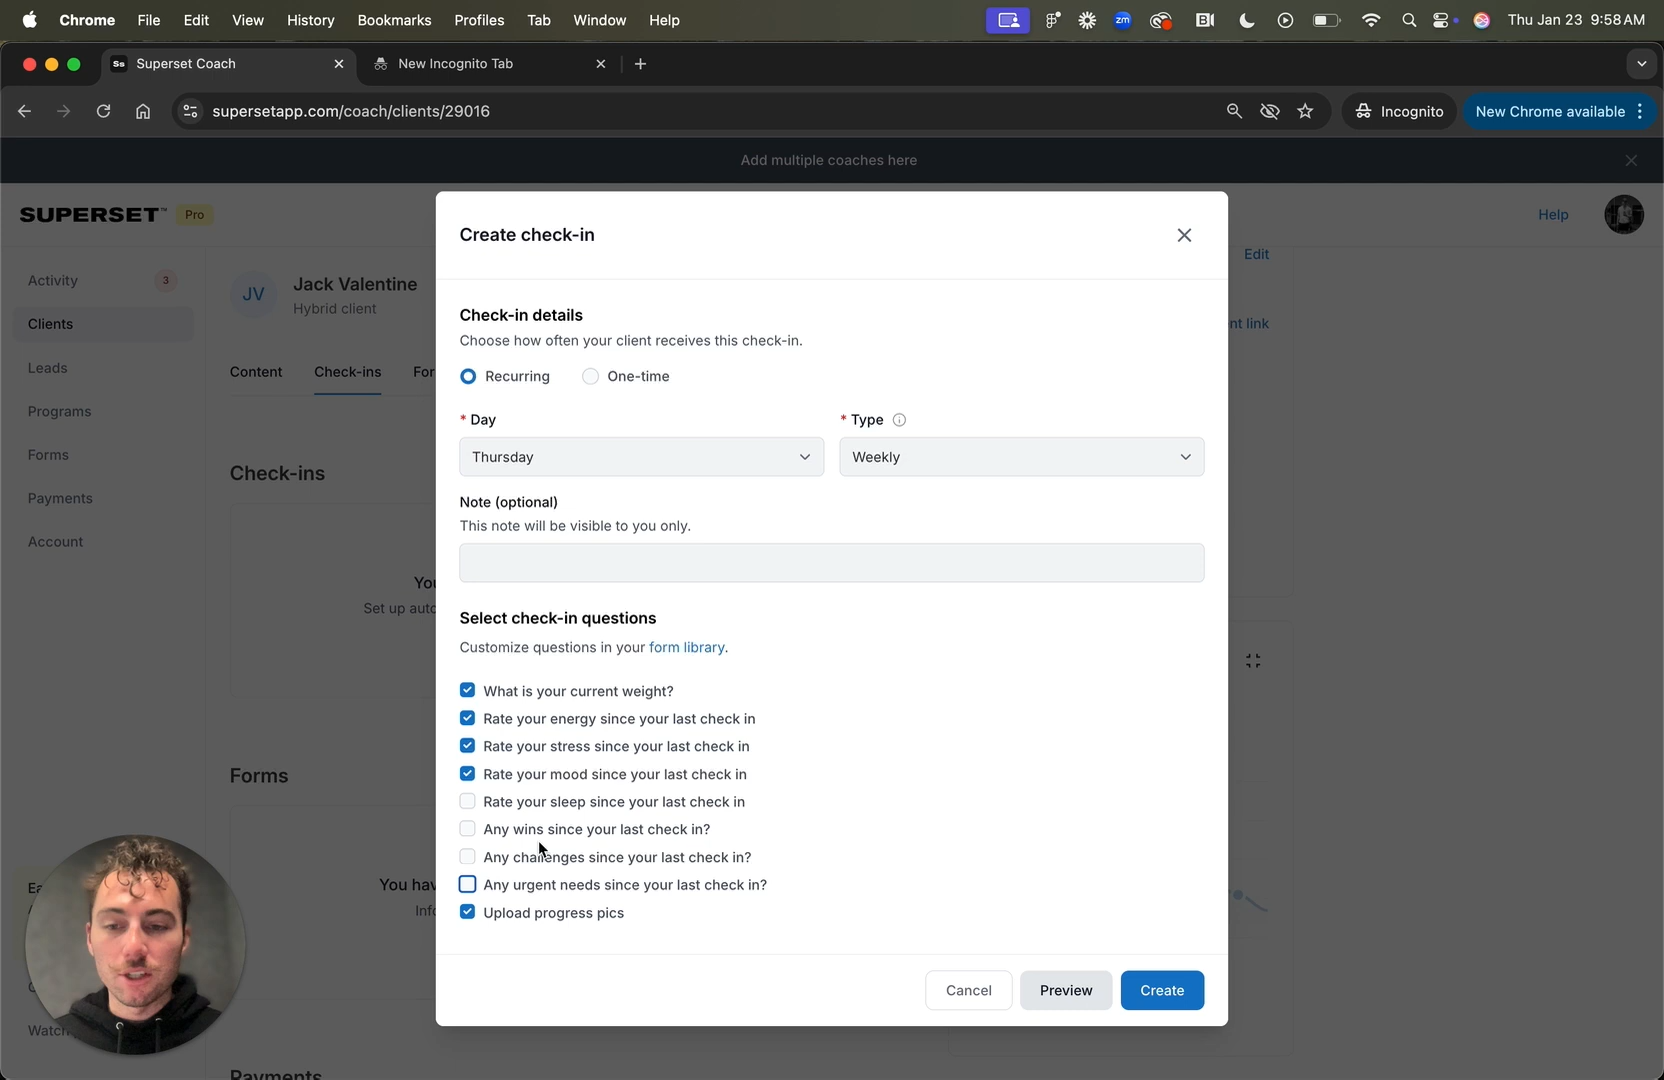 Chrome File Edit View History Bookmarks Profiles Tab Window Help
zm
Thu Jan 23 9:58 AM
Ss Superset Coach
New Incognito Tab
supersetapp.com/coach/clients/29016
Incognito
New Chrome available
Add multiple coaches here
SUPERSET™ Pro
Help
Activity 3
Clients
Leads
Programs
Forms
Payments
Account
JV
Jack Valentine
Hybrid client
Edit
nt link
Content Check-ins For
Check-ins
You
Set up auto
Forms
You hav
Info
Payments
Ea
Watch
Create check-in
Check-in details
Choose how often your client receives this check-in.
Recurring One-time
* Day
* Type
Thursday
Weekly
Note (optional)
This note will be visible to you only.
Select check-in questions
Customize questions in your form library.
What is your current weight?
Rate your energy since your last check in
Rate your stress since your last check in
Rate your mood since your last check in
Rate your sleep since your last check in
Any wins since your last check in?
Any challenges since your last check in?
Any urgent needs since your last check in?
Upload progress pics
Cancel Preview Create